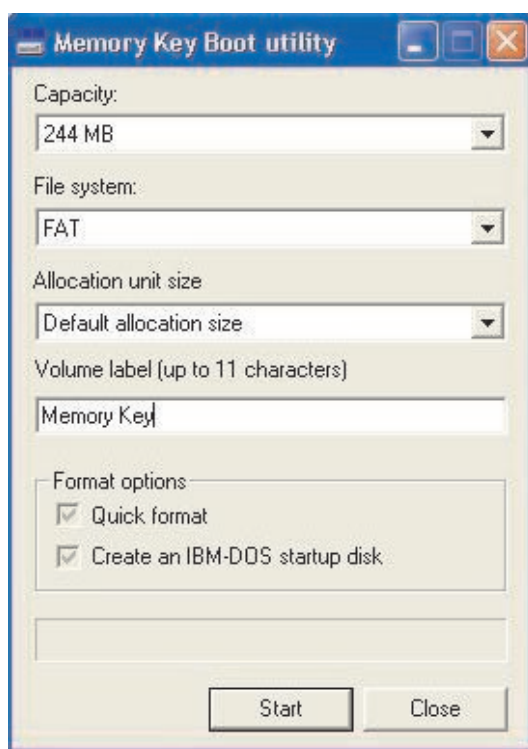 Memory Key Boot utility
Capacity:
244 MB
File system:
FAT
Allocation unit size
Default allocation size
Volume label (up to 11 characters)
Memory Key
Format options
Quick format
Create an IBM-DOS startup disk
Start Close